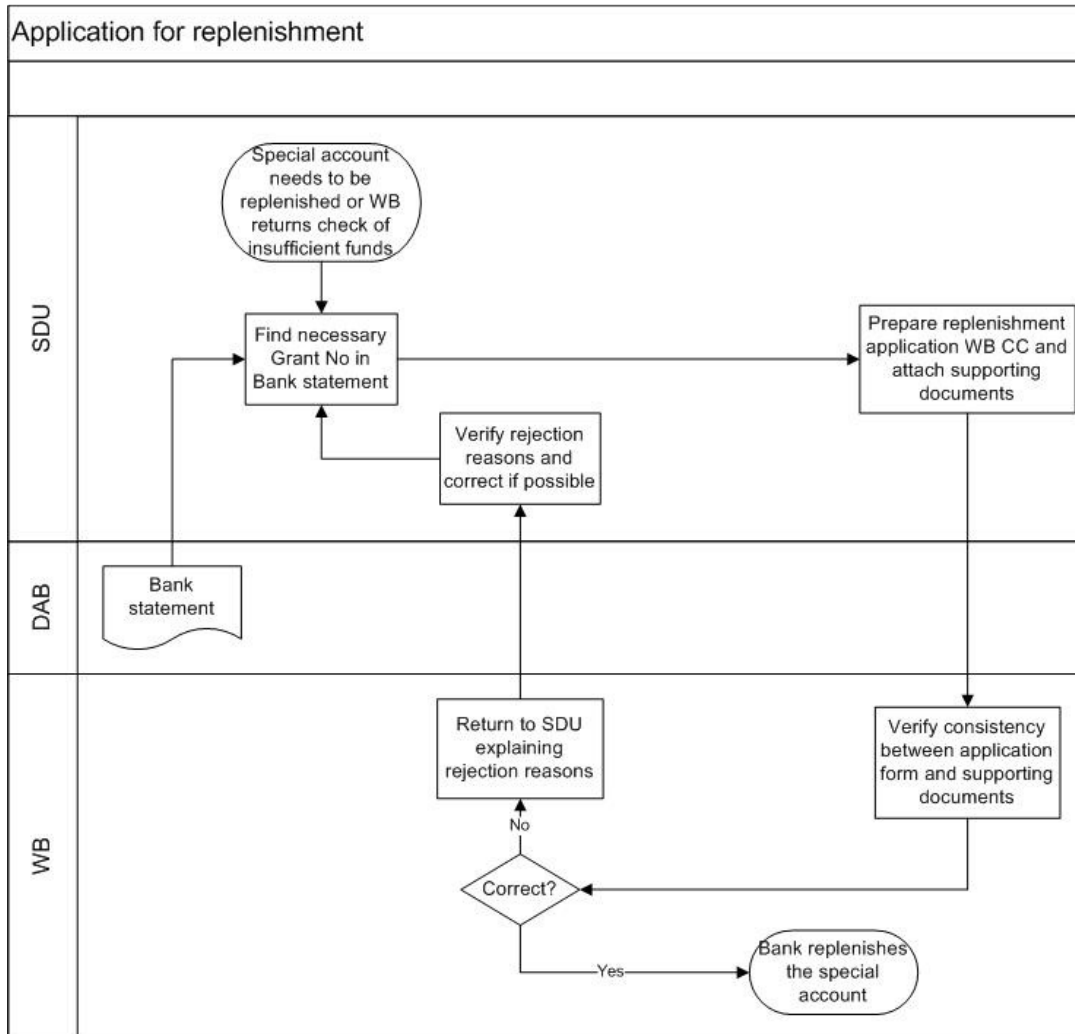 Application for replenishment
SDU
Special account
needs to be
replenished or WB
returns check of
insufficient funds
Find necessary
Grant No in
Bank statement
Prepare replenishment
application WB CC and
attach supporting
documents
Verify rejection
reasons and
correct if possible
DAB
Bank
statement
WB
Return to SDU
explaining
rejection reasons
Verify consistency
between application
form and supporting
documents
No
Correct?
Yes
Bank replenishes
the special
account